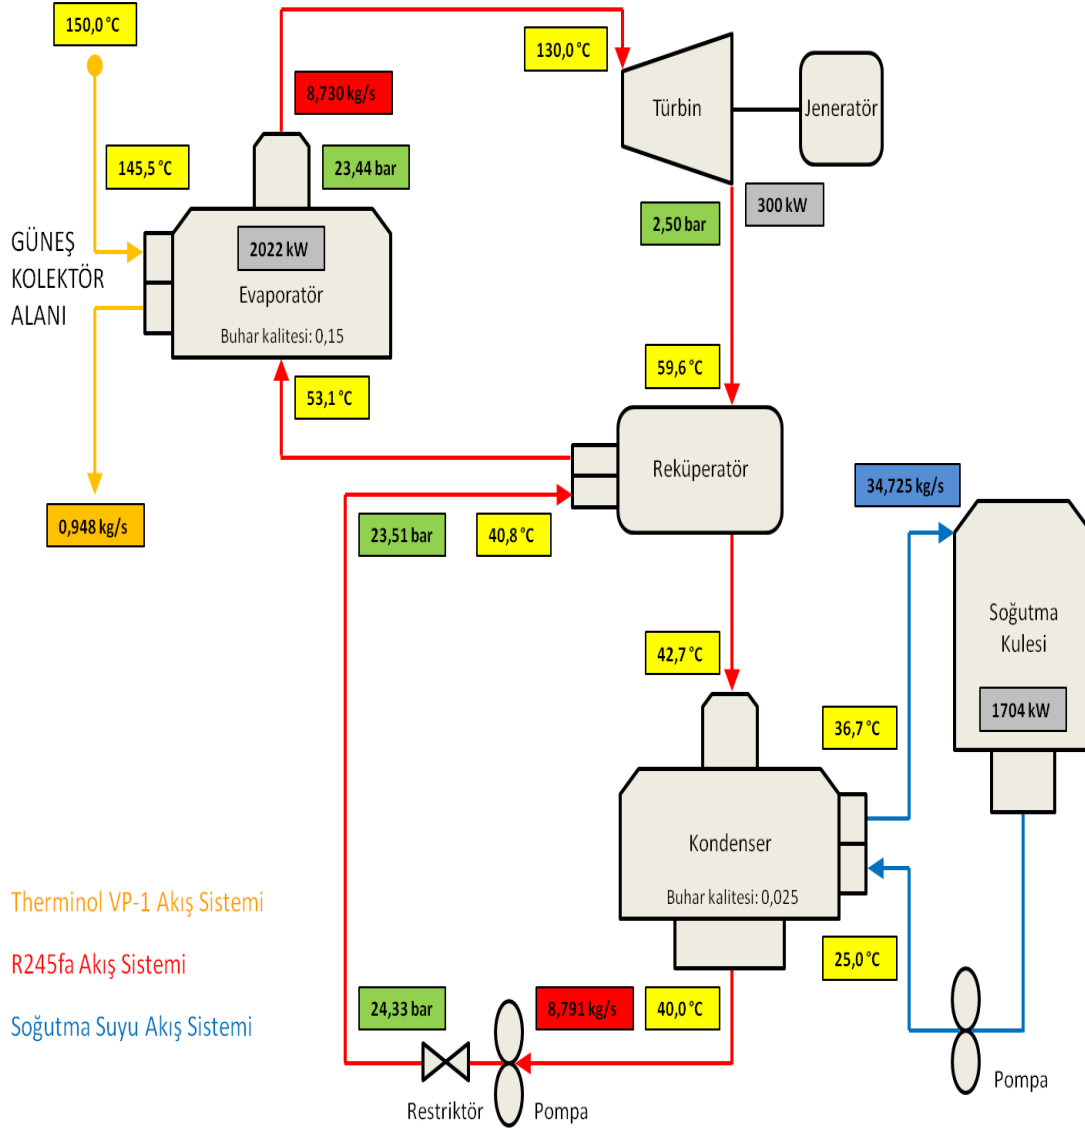 150,0 °C
8,730 kg/s
130,0 °C
Türbin
Jeneratör
145,5 °C
23,44 bar
2,50 bar
300 kW
GÜNEŞ
KOLEKTÖR
ALANI
2022 kW
Evaporatör
Buhar kalitesi: 0,15
53,1 °C
59,6 °C
Reküperatör
0,948 kg/s
23,51 bar
40,8 °C
34,725 kg/s
Soğutma
Kulesi
1704 kW
42,7 °C
36,7 °C
Kondenser
Buhar kalitesi: 0,025
25,0 °C
Therminol VP-1 Akış Sistemi
R245fa Akış Sistemi
Soğutma Suyu Akış Sistemi
24,33 bar
8,791 kg/s
40,0 °C
Restriktör
Pompa
Pompa